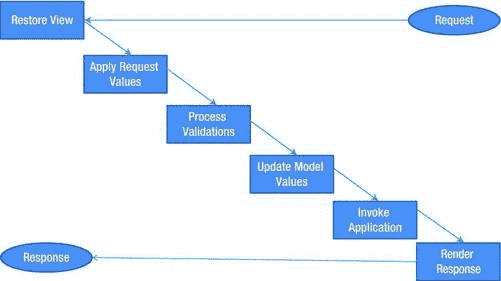 Restore View
Request
Apply Request
Values
Process
Validations
Update Model
Values
Invoke
Application
Render
Response
Response